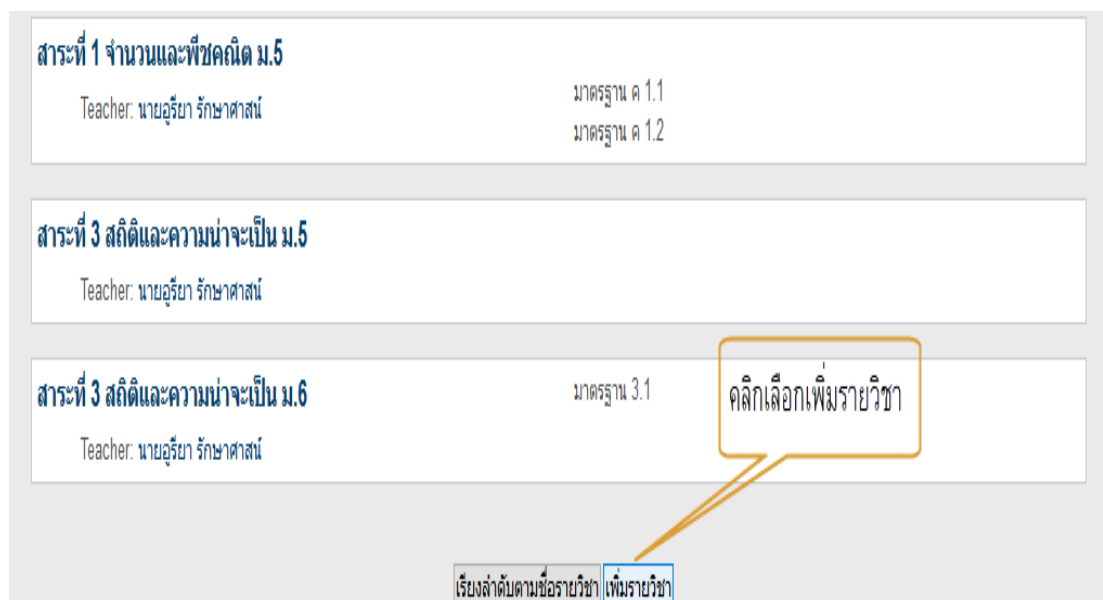 สาระที่ 1 จำนวนและพีชคณิต ม.5
Teacher: นายอูรียา รักษาศาสน์
มาตรฐาน ค 1.1
มาตรฐาน ค 1.2
สาระที่ 3 สถิติและความน่าจะเป็น ม.5
Teacher: นายอูรียา รักษาศาสน์
สาระที่ 3 สถิติและความน่าจะเป็น ม.6
มาตรฐาน 3.1
Teacher: นายอูรียา รักษาศาสน์
คลิกเลือกเพิ่มรายวิชา
เรียงลำดับตามชื่อรายวิชา เพิ่มรายวิชา